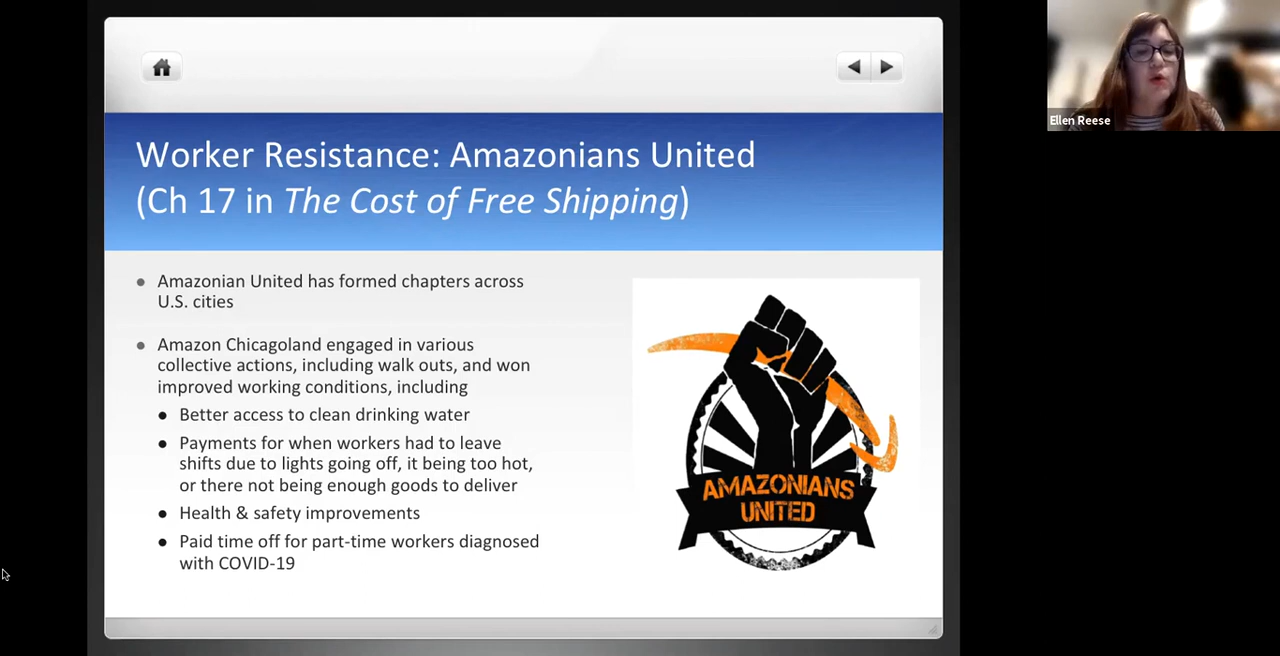 Worker Resistance: Amazonians United
(Ch 17 in The Cost of Free Shipping)
Amazonian United has formed chapters across
U.S. cities
Amazon Chicagoland engaged in various
collective actions, including walk outs, and won
improved working conditions, including
Better access to clean drinking water
Payments for when workers had to leave
shifts due to lights going off, it being too hot,
or there not being enough goods to deliver
Health & safety improvements
Paid time off for part-time workers diagnosed
with COVID-19
AMAZONIANS
UNITED
Ellen Reese